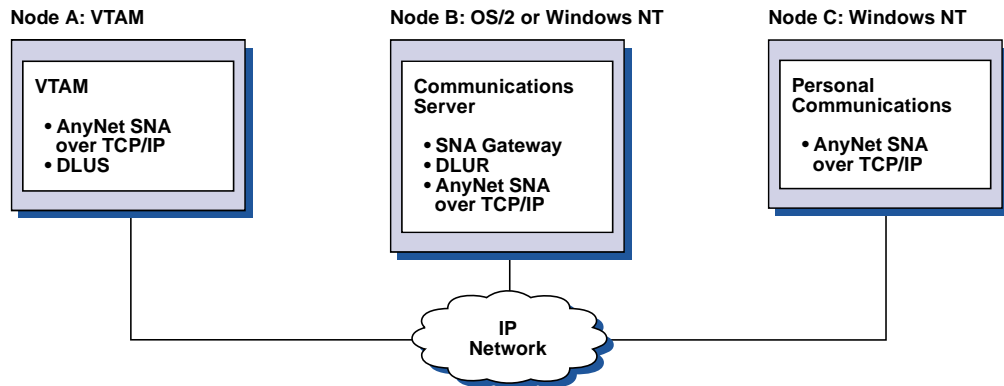 Node A: VTAM
VTAM
• AnyNet SNA
over TCP/IP
• DLUS
Node B: OS/2 or Windows NT
Communications
Server
• SNA Gateway
• DLUR
• AnyNet SNA
over TCP/IP
Node C: Windows NT
Personal
Communications
• AnyNet SNA
over TCP/IP
IP
Network